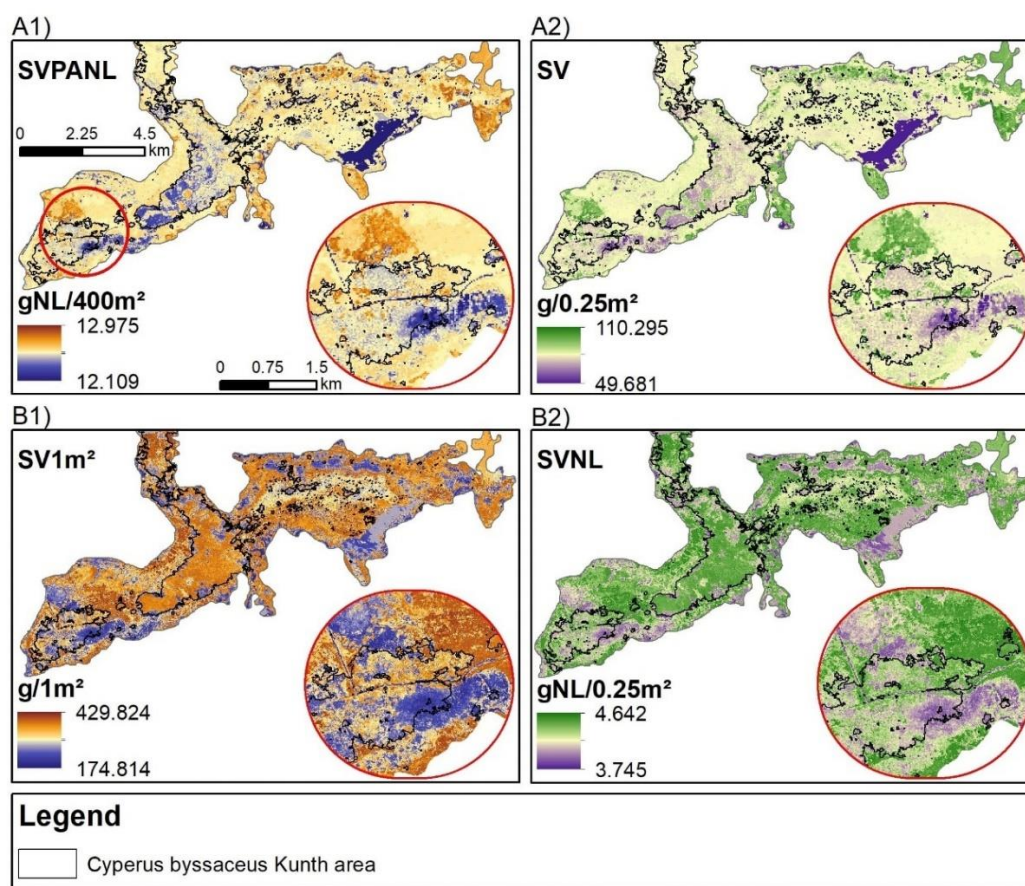 A1)
SVPANL
0 2.25 4.5
km
gNL/400m²
12.975
12.109
0 0.75 1.5
km
A2)
SV
g/0.25m²
110.295
49.681
B1)
SV1m²
g/1m²
429.824
174.814
B2)
SVNL
gNL/0.25m²
4.642
3.745
Legend
Cyperus byssaceus Kunth area